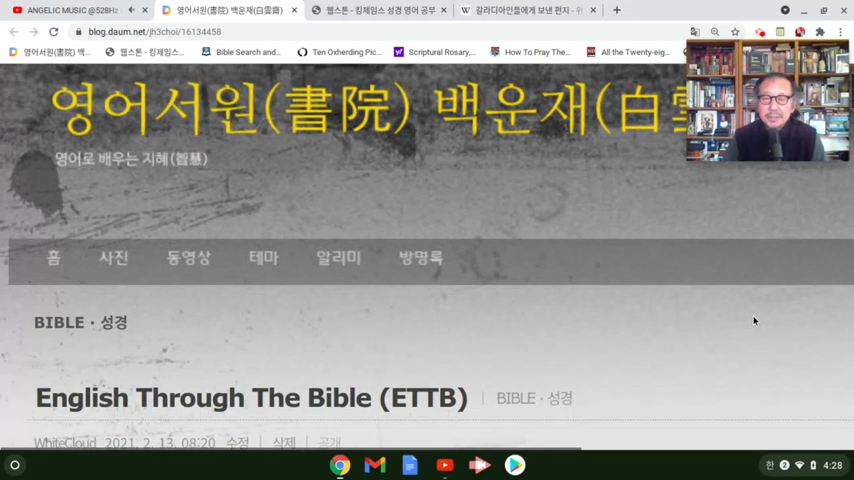 ANGELIC MUSIC @528Hz
영어서원(書院) 백운재(白雲齋)
웹스톤 - 킹제임스 성경 영어 공부
갈라디아인들에게 보낸 편지 - 위
blog.daum.net/jh3choi/16134458
영어서원(書院) 백...
웹스톤 - 킹제임스...
Bible Search and...
Ten Oxherding Pic...
Scriptural Rosary,...
How To Pray The...
All the Twenty-eig...
영어서원(書院) 백운재(白
영어로 배우는 지혜(智慧)
홈 사진 동영상 테마 알리미 방명록
BIBLE · 성경
English Through The Bible (ETTB) | BIBLE · 성경
WhiteCloud 2021. 2. 13. 08:20 수정 | 삭제 | 공개
한 2 4:28